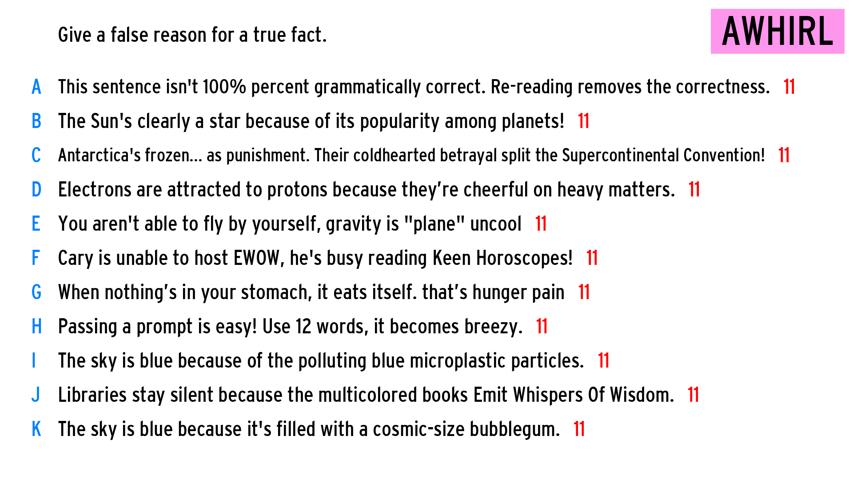 Give a false reason for a true fact.
AWHIRL
A This sentence isn't 100% percent grammatically correct. Re-reading removes the correctness. 11
B The Sun's clearly a star because of its popularity among planets! 11
C Antarctica's frozen... as punishment. Their coldhearted betrayal split the Supercontinental Convention! 11
D Electrons are attracted to protons because they’re cheerful on heavy matters. 11
E You aren't able to fly by yourself, gravity is "plane" uncool 11
F Cary is unable to host EWOW, he's busy reading Keen Horoscopes! 11
G When nothing’s in your stomach, it eats itself. that’s hunger pain 11
H Passing a prompt is easy! Use 12 words, it becomes breezy. 11
I The sky is blue because of the polluting blue microplastic particles. 11
J Libraries stay silent because the multicolored books Emit Whispers Of Wisdom. 11
K The sky is blue because it's filled with a cosmic-size bubblegum. 11